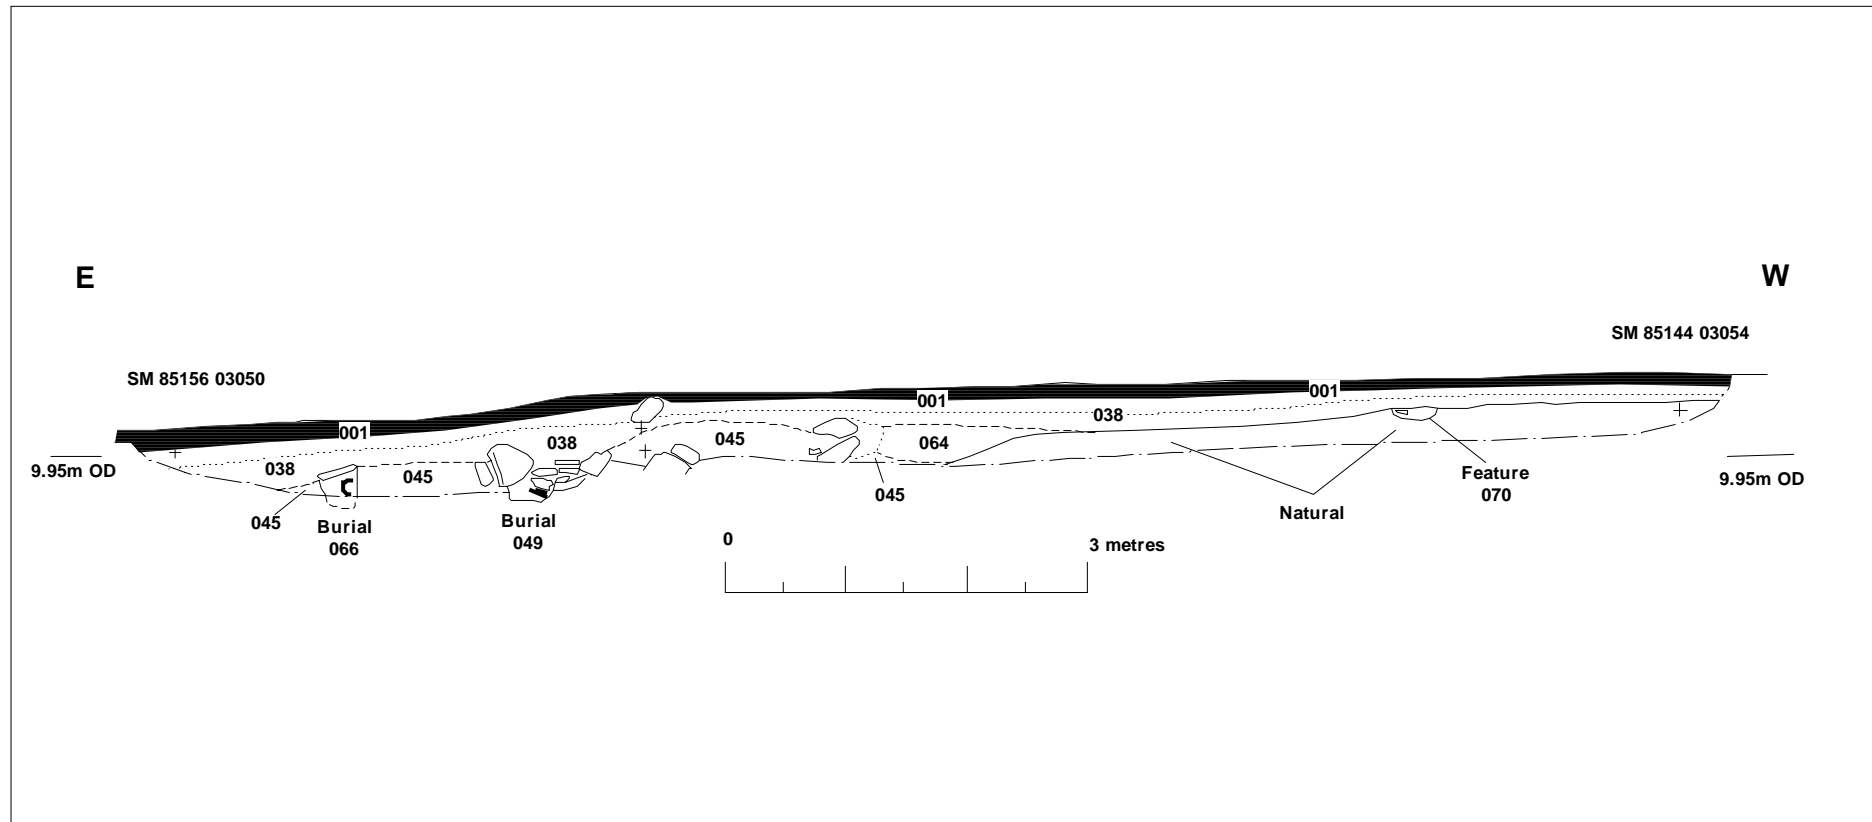 E
W
SM 85144 03054
SM 85156 03050
001
001
001
038
038
045
064
038
045
9.95m OD
9.95m OD
045
045
Burial
066
Burial
049
Feature
070
Natural
0
3 metres